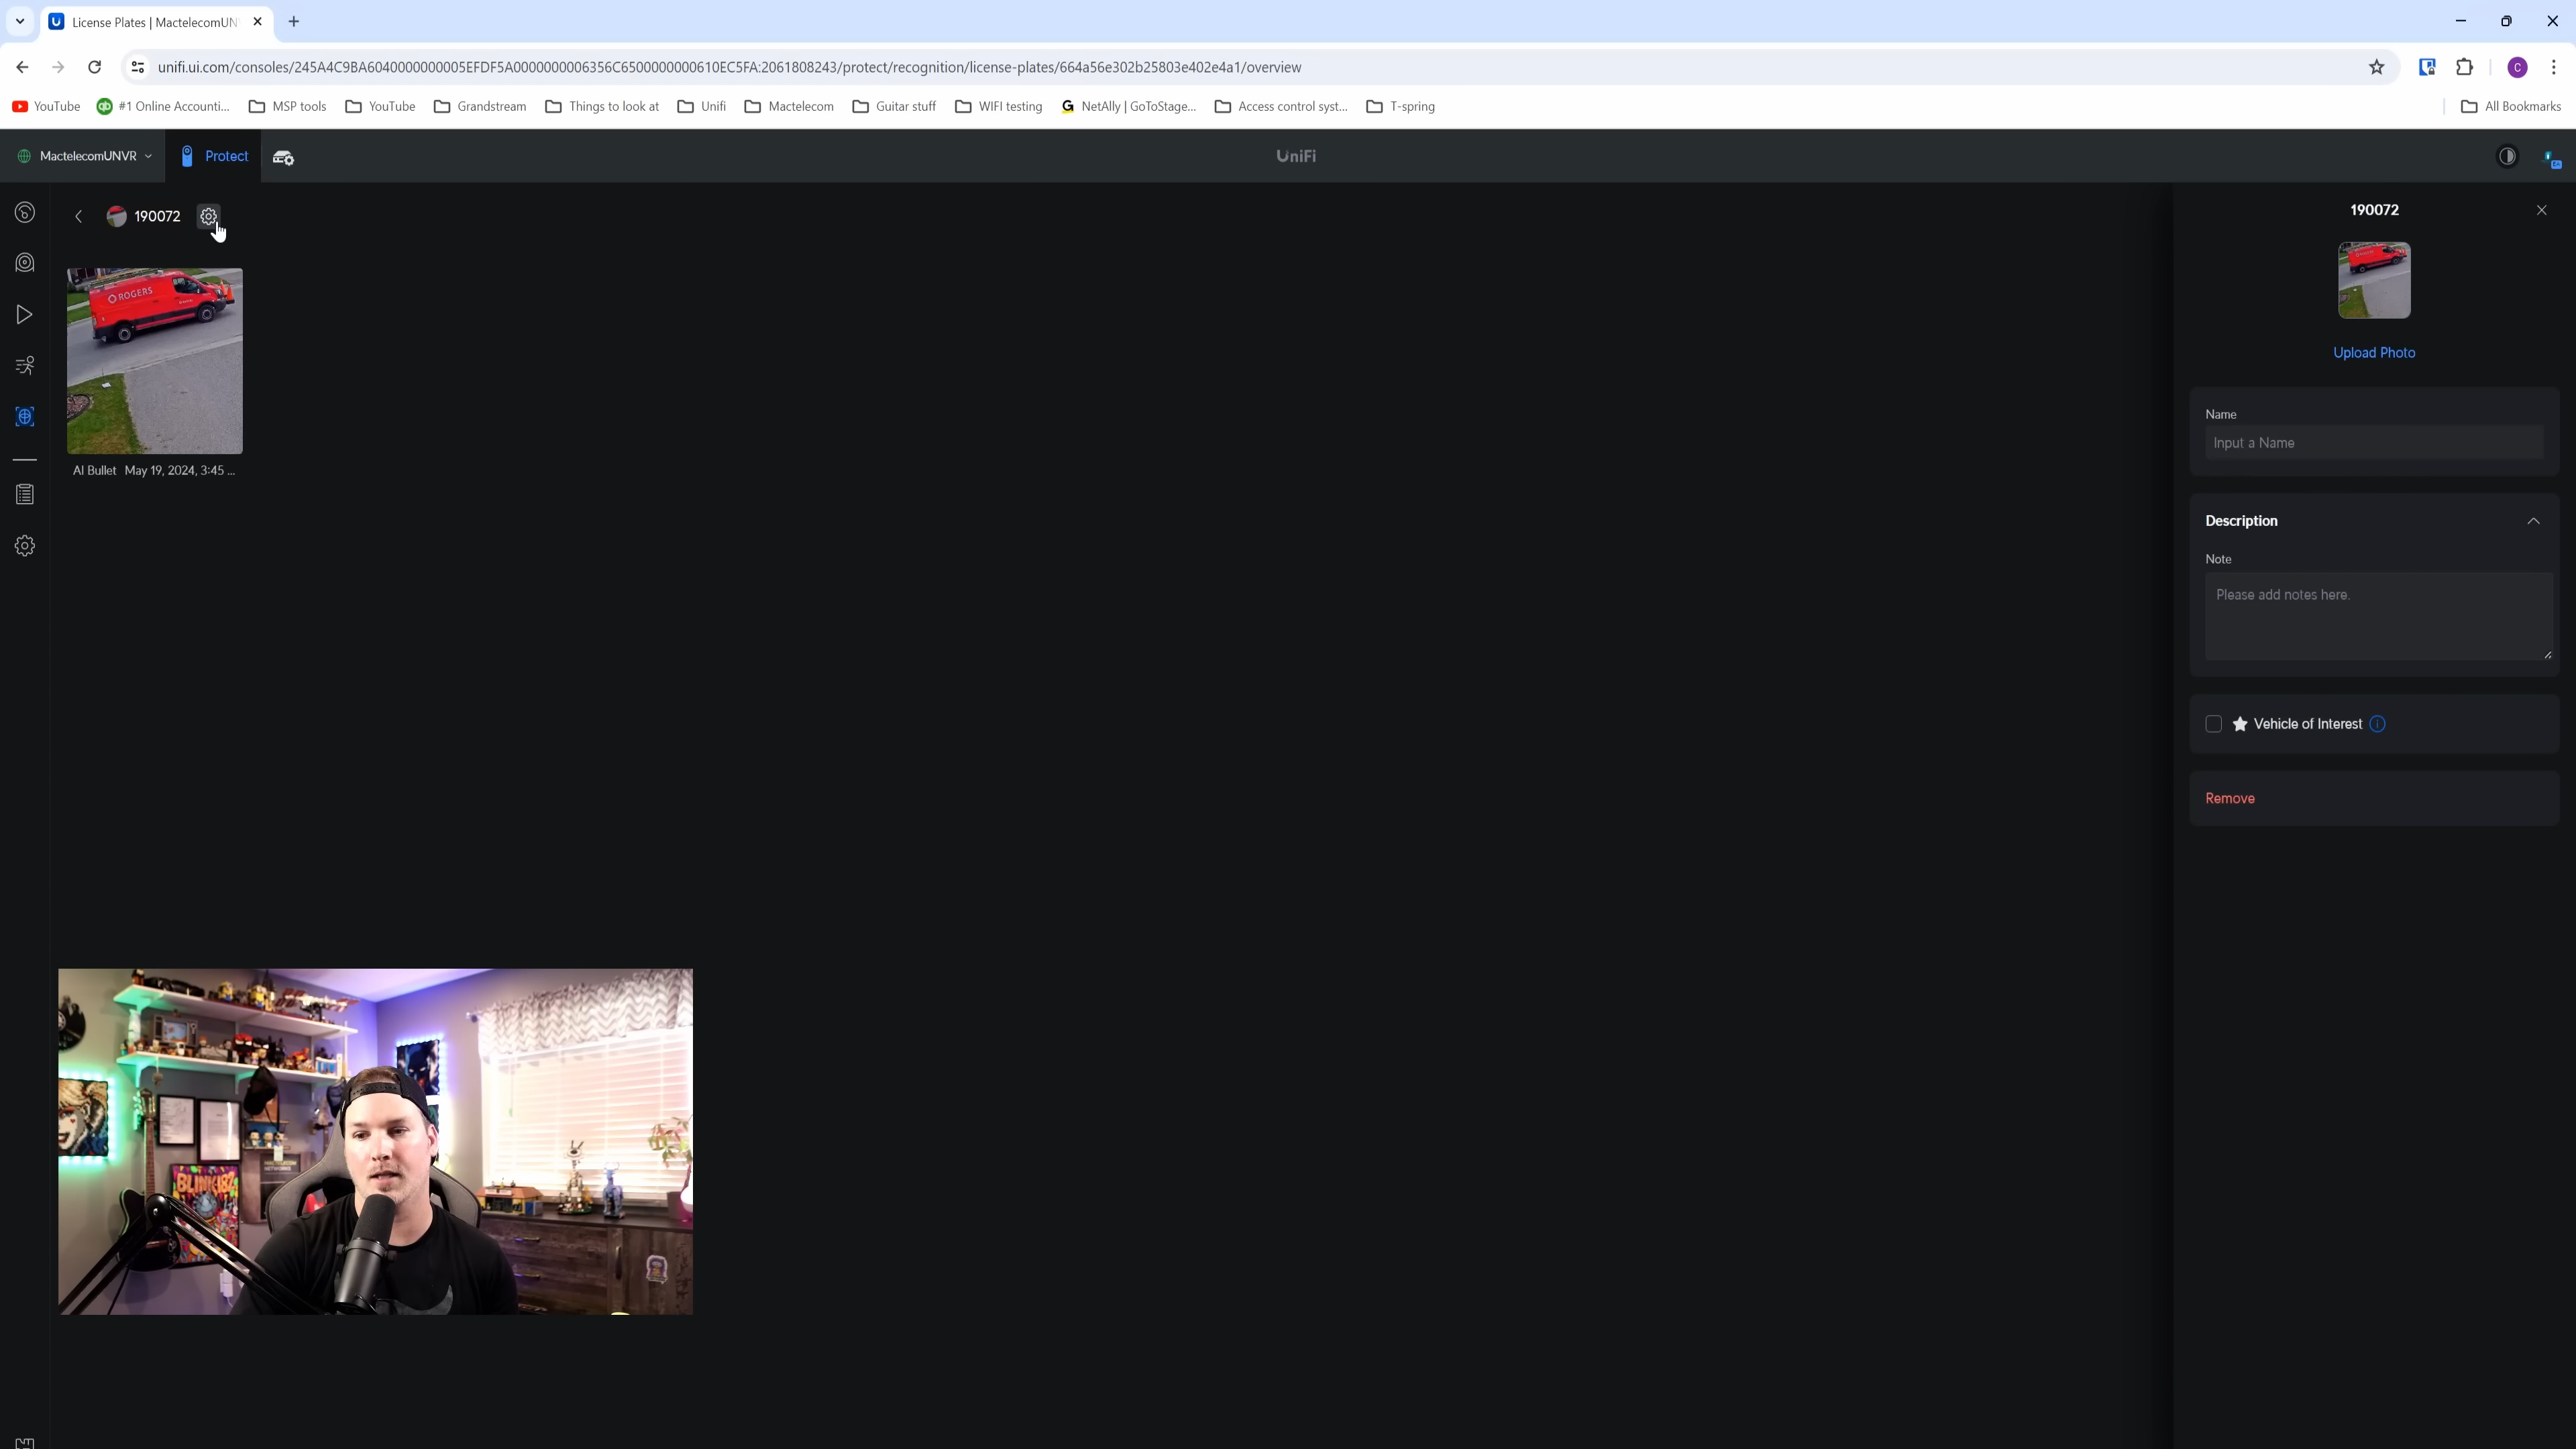 License Plates | MactelecomUN
unifi.ui.com/consoles/245A4C9BA6040000000005EFDF5A0000000006356C6500000000610EC5FA:2061808243/protect/recognition/license-plates/664a56e302b25803e402e4a1/overview
C
YouTube #1 Online Accounti... MSP tools YouTube Grandstream Things to look at Unifi Mactelecom Guitar stuff WIFI testing NetAlly | GoToStage... Access control syst... T-spring All Bookmarks
MactelecomUNVR Protect UniFi
190072
ROGERS
AI Bullet May 19, 2024, 3:45 ...
190072
Upload Photo
Name
Input a Name
Description
Note
Please add notes here.
Vehicle of Interest
Remove
BLINK182